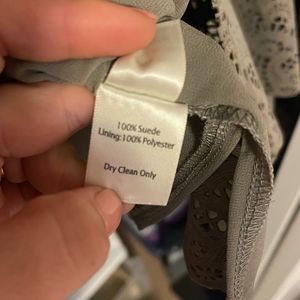 100% Suede
Lining:100% Polyester
Dry Clean Only